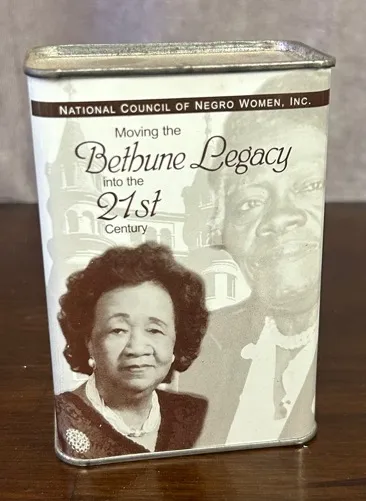 NATIONAL COUNCIL OF NEGRO WOMEN, INC.
Moving the
Bethune Legacy
into the
21st
Century